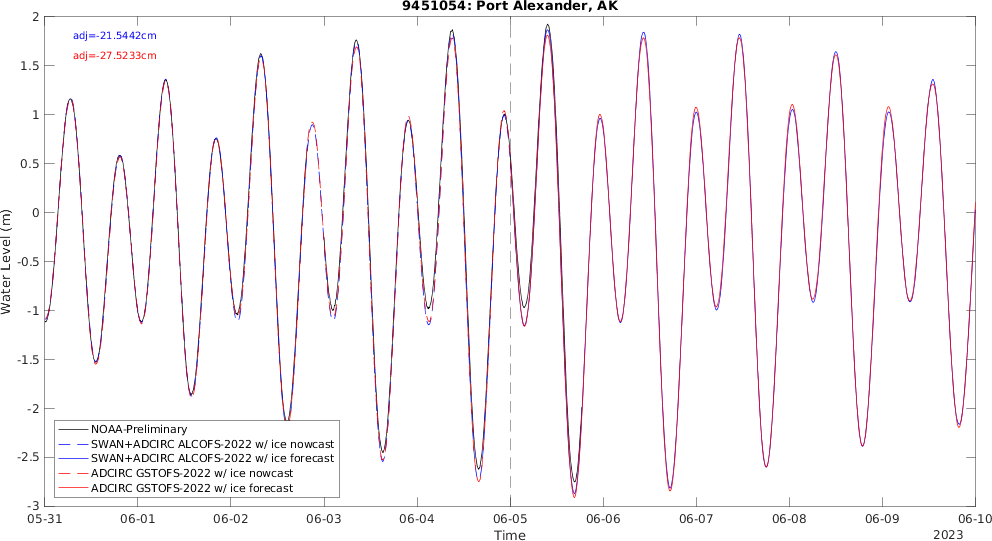 9451054: Port Alexander, AK
adj=-21.5442cm
adj=-27.5233cm
2
1.5
1
0.5
0
-0.5
-1
-1.5
-2
-2.5
-3
Water Level (m)
NOAA-Preliminary
SWAN+ADCIRC ALCOFS-2022 w/ ice nowcast
SWAN+ADCIRC ALCOFS-2022 w/ ice forecast
ADCIRC GSTOFS-2022 w/ ice nowcast
ADCIRC GSTOFS-2022 w/ ice forecast
05-31 06-01 06-02 06-03 06-04 06-05 06-06 06-07 06-08 06-09 06-10
Time
2023